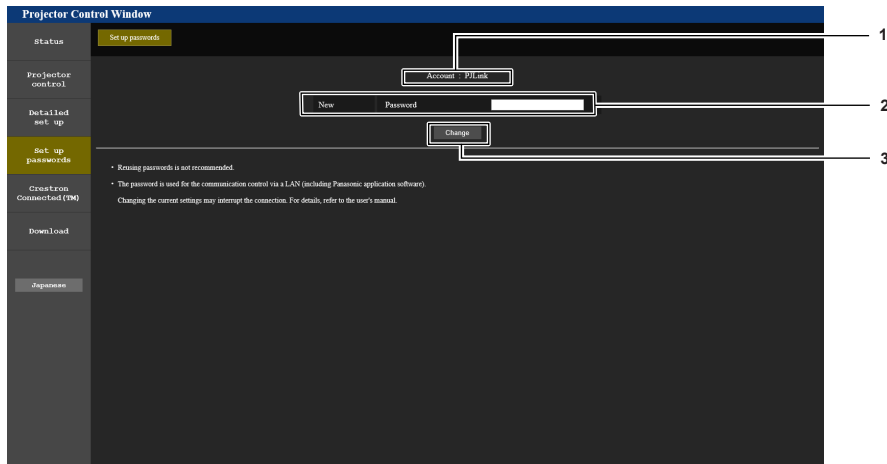 Projector Control Window
Status
Set up passwords
1
Projector
control
Account : PJLink
New Password
2
Detailed
set up
Change
Set up
passwords
3
• Reusing passwords is not recommended.
• The password is used for the communication control via a LAN (including Panasonic application software).
Changing the current settings may interrupt the connection. For details, refer to the user's manual.
Crestron
Connected(TM)
Download
Japanese